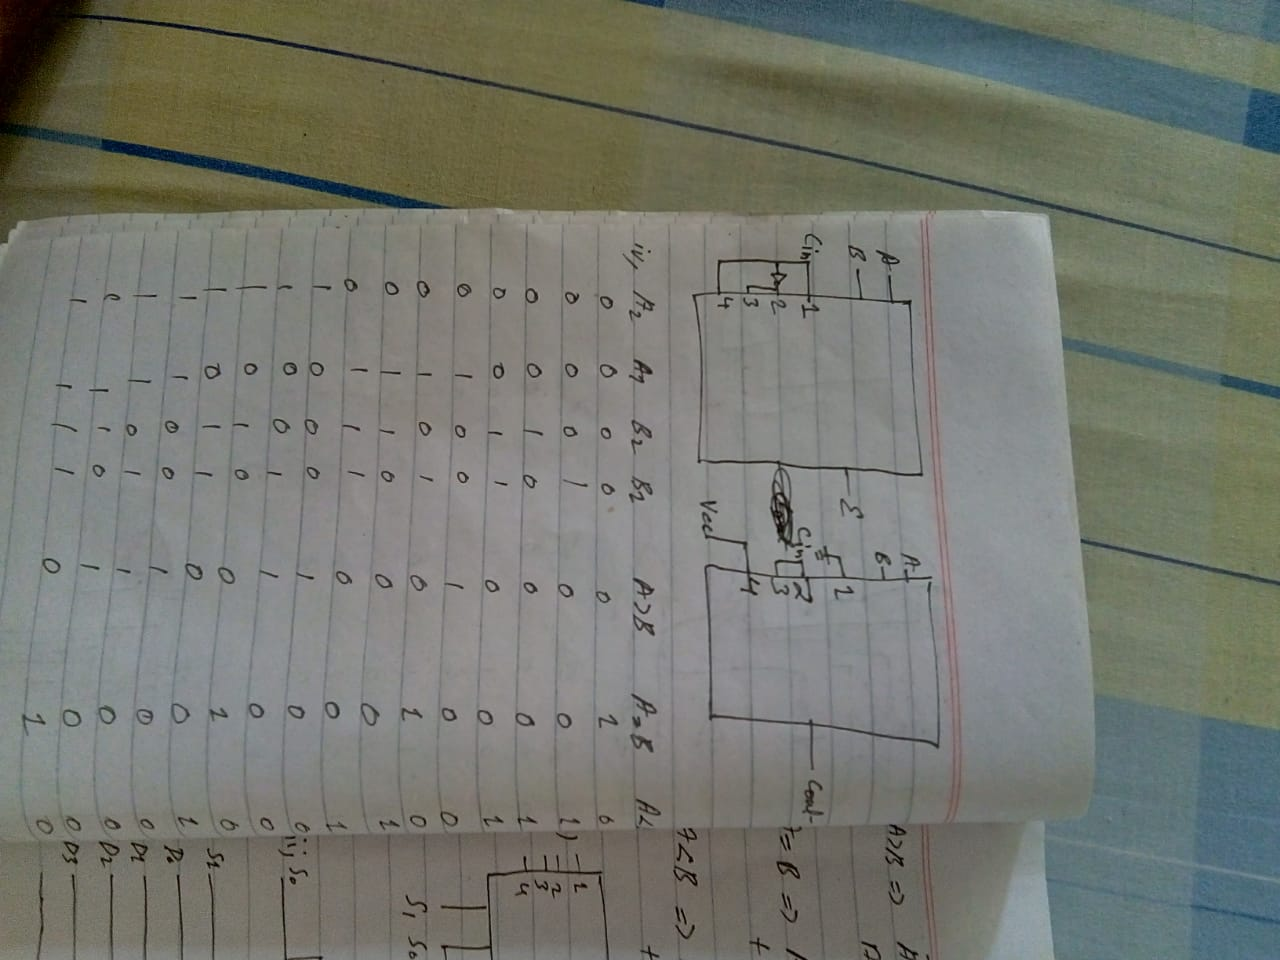 A
B
Cin
1
2
3
4
Σ
A
B
Cin
1
2
3
4
Vcc
Cout
A>B =>
= B =>
A<B =>
iv, A2 A1 B2 B2 A>B A=B A<
0 0 0 0 0 1 0
0 0 0 1 0 0 1
0 0 1 0 0 0 1
0 0 1 1 0 0 1
0 1 0 0 1 0 0
0 1 0 1 0 1 0
0 1 1 0 0 0 1
0 1 1 1 0 0 1
1 0 0 0 1 0 0
1 0 0 1 1 0 0
1 0 1 0 0 1 0
1 0 1 1 0 0 1
1 1 0 0 1 0 0
1 1 0 1 1 0 0
1 1 0 1 0 0
1 1 1 1 0 1 0
1
2
3
4
S1 S0
ii, S0
S1
D0
D1
D2
D3